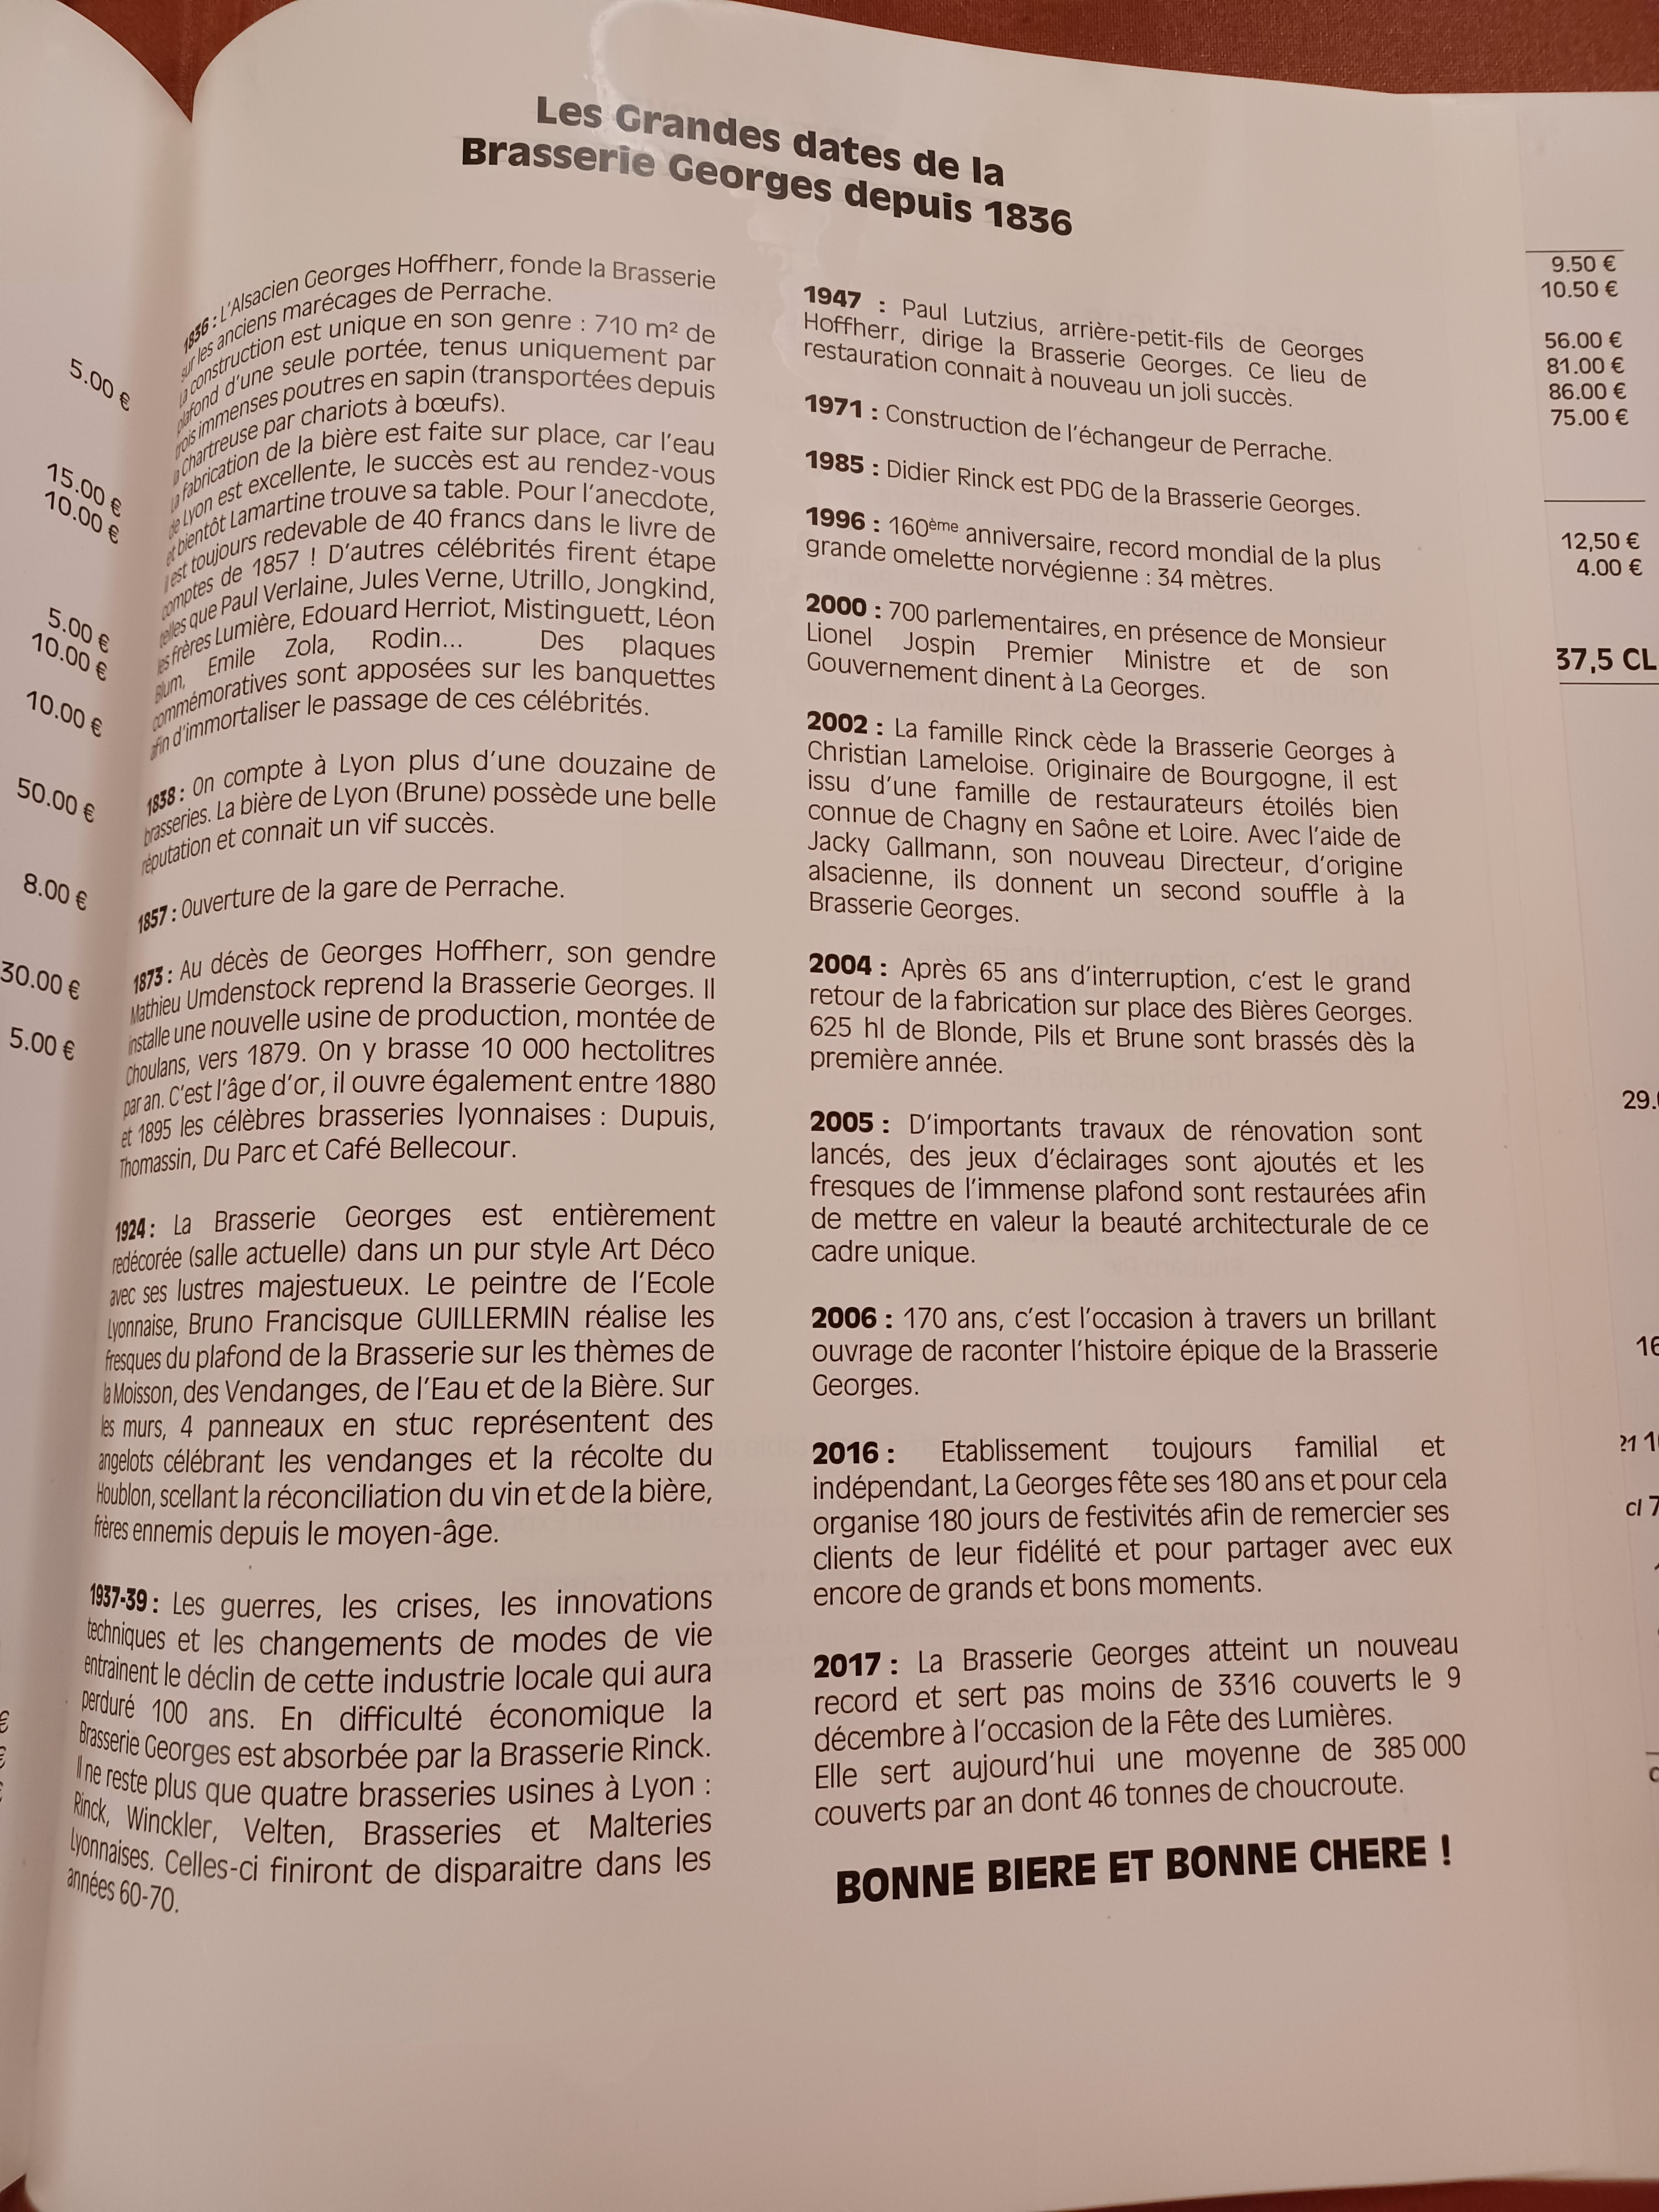 Les Grandes dates de la
Brasserie Georges depuis 1836
1836 : L'Alsacien Georges Hoffherr, fonde la Brasserie
sur les anciens marécages de Perrache.
La construction est unique en son genre : 710 m² de
plafond d'une seule portée, tenus uniquement par
trois immenses poutres en sapin (transportées depuis
la chartreuse par chariots à bœufs).
La fabrication de la bière est faite sur place, car l'eau
de Lyon est excellente, le succès est au rendez-vous
et bientôt Lamartine trouve sa table. Pour l'anecdote,
il est toujours redevable de 40 francs dans le livre de
comptes de 1857 ! D'autres célébrités firent étape
telles que Paul Verlaine, Jules Verne, Utrillo, Jongkind,
les frères Lumière, Edouard Herriot, Mistinguett, Léon
Blum, Emile Zola, Rodin... Des plaques
commémoratives sont apposées sur les banquettes
afin d'immortaliser le passage de ces célébrités.
1838 : On compte à Lyon plus d'une douzaine de
brasseries. La bière de Lyon (Brune) possède une belle
réputation et connait un vif succès.
1857 : Ouverture de la gare de Perrache.
1873 : Au décès de Georges Hoffherr, son gendre
Mathieu Umdenstock reprend la Brasserie Georges. Il
installe une nouvelle usine de production, montée de
Choulans, vers 1879. On y brasse 10 000 hectolitres
par an. C'est l'âge d'or, il ouvre également entre 1880
et 1895 les célèbres brasseries lyonnaises : Dupuis,
Thomassin, Du Parc et Café Bellecour.
1924 : La Brasserie Georges est entièrement
redécorée (salle actuelle) dans un pur style Art Déco
avec ses lustres majestueux. Le peintre de l'Ecole
Lyonnaise, Bruno Francisque GUILLERMIN réalise les
fresques du plafond de la Brasserie sur les thèmes de
la Moisson, des Vendanges, de l'Eau et de la Bière. Sur
les murs, 4 panneaux en stuc représentent des
angelots célébrant les vendanges et la récolte du
Houblon, scellant la réconciliation du vin et de la bière,
frères ennemis depuis le moyen-âge.
1937-39 : Les guerres, les crises, les innovations
techniques et les changements de modes de vie
entrainent le déclin de cette industrie locale qui aura
perduré 100 ans. En difficulté économique la
Brasserie Georges est absorbée par la Brasserie Rinck.
Il ne reste plus que quatre brasseries usines à Lyon :
Rinck, Winckler, Velten, Brasseries et Malteries
Lyonnaises. Celles-ci finiront de disparaitre dans les
années 60-70.
1947 : Paul Lutzius, arrière-petit-fils de Georges
Hoffherr, dirige la Brasserie Georges. Ce lieu de
restauration connait à nouveau un joli succès.
1971 : Construction de l'échangeur de Perrache.
1985 : Didier Rinck est PDG de la Brasserie Georges.
1996 : 160ème anniversaire, record mondial de la plus
grande omelette norvégienne : 34 mètres.
2000 : 700 parlementaires, en présence de Monsieur
Lionel Jospin Premier Ministre et de son
Gouvernement dinent à La Georges.
2002 : La famille Rinck cède la Brasserie Georges à
Christian Lameloise. Originaire de Bourgogne, il est
issu d'une famille de restaurateurs étoilés bien
connue de Chagny en Saône et Loire. Avec l'aide de
Jacky Gallmann, son nouveau Directeur, d'origine
alsacienne, ils donnent un second souffle à la
Brasserie Georges.
2004 : Après 65 ans d'interruption, c'est le grand
retour de la fabrication sur place des Bières Georges.
625 hl de Blonde, Pils et Brune sont brassés dès la
première année.
2005 : D'importants travaux de rénovation sont
lancés, des jeux d'éclairages sont ajoutés et les
fresques de l'immense plafond sont restaurées afin
de mettre en valeur la beauté architecturale de ce
cadre unique.
2006 : 170 ans, c'est l'occasion à travers un brillant
ouvrage de raconter l'histoire épique de la Brasserie
Georges.
2016 : Etablissement toujours familial et
indépendant, La Georges fête ses 180 ans et pour cela
organise 180 jours de festivités afin de remercier ses
clients de leur fidélité et pour partager avec eux
encore de grands et bons moments.
2017 : La Brasserie Georges atteint un nouveau
record et sert pas moins de 3316 couverts le 9
décembre à l'occasion de la Fête des Lumières.
Elle sert aujourd'hui une moyenne de 385 000
couverts par an dont 46 tonnes de choucroute.
BONNE BIERE ET BONNE CHERE !
5.00 €
15.00 €
10.00 €
5.00 €
10.00 €
10.00 €
50.00 €
8.00 €
30.00 €
5.00 €
9.50 €
10.50 €
56.00 €
81.00 €
86.00 €
75.00 €
12,50 €
4.00 €
37,5 CL
29.
16
cl 7